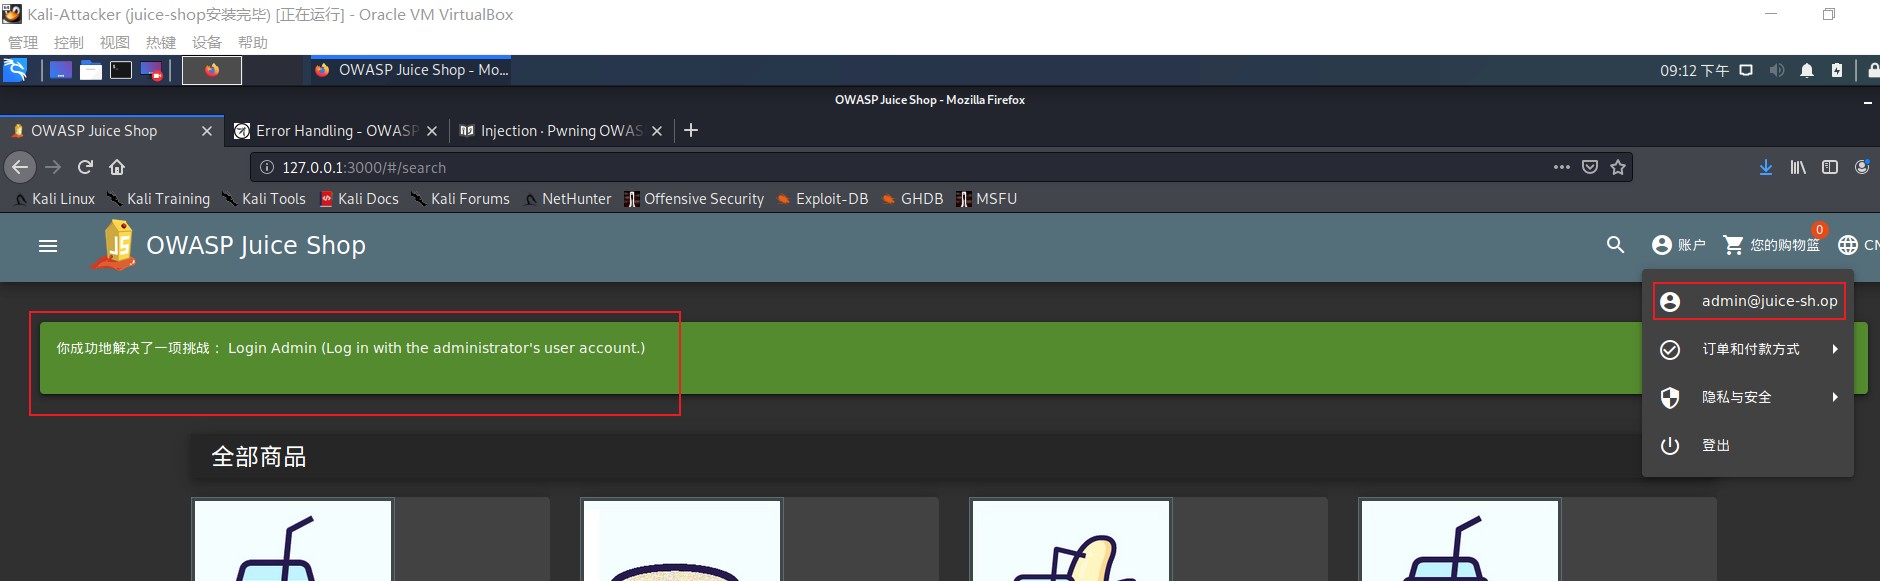 Kali-Attacker (juice-shop安装完毕) [正在运行] - Oracle VM VirtualBox
管理 控制 视图 热键 设备 帮助
OWASP Juice Shop - Mo...
09:12 下午
OWASP Juice Shop - Mozilla Firefox
OWASP Juice Shop
Error Handling - OWASP
Injection · Pwning OWAS
127.0.0.1:3000/#/search
Kali Linux Kali Training Kali Tools Kali Docs Kali Forums NetHunter Offensive Security Exploit-DB GHDB MSFU
JS
OWASP Juice Shop
账户
0
您的购物篮
admin@juice-sh.op
你成功地解决了一项挑战： Login Admin (Log in with the administrator's user account.)
订单和付款方式
隐私与安全
登出
全部商品